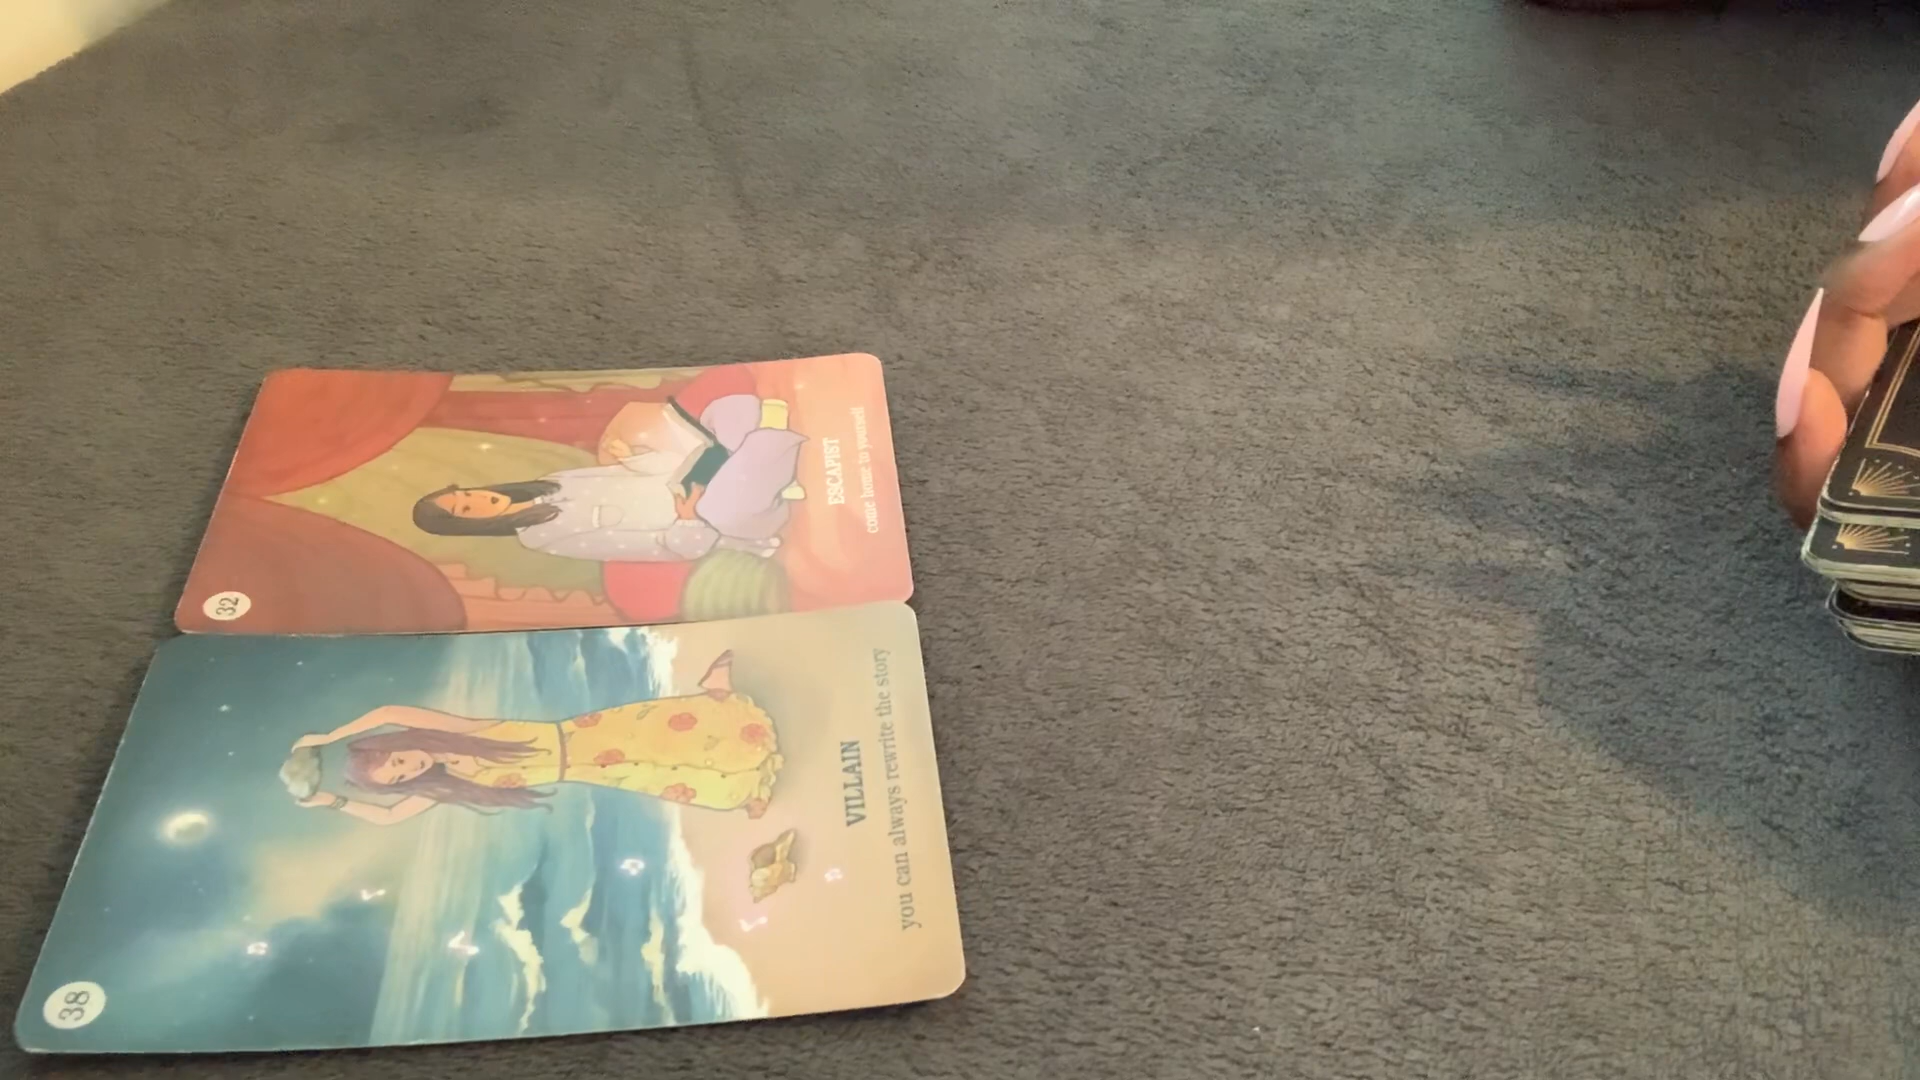 32
ESCAPIST
come home to yourself
38
VILLAIN
you can always rewrite the story